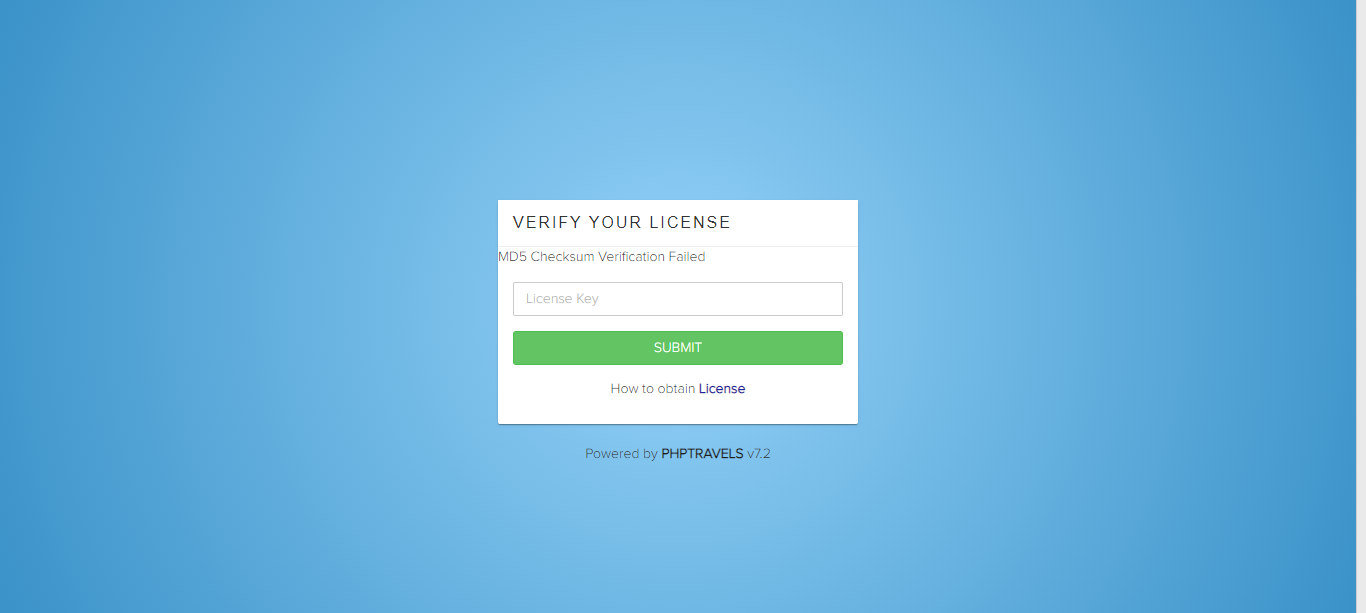 VERIFY YOUR LICENSE
MD5 Checksum Verification Failed
License Key
SUBMIT
How to obtain License
Powered by PHPTRAVELS v7.2